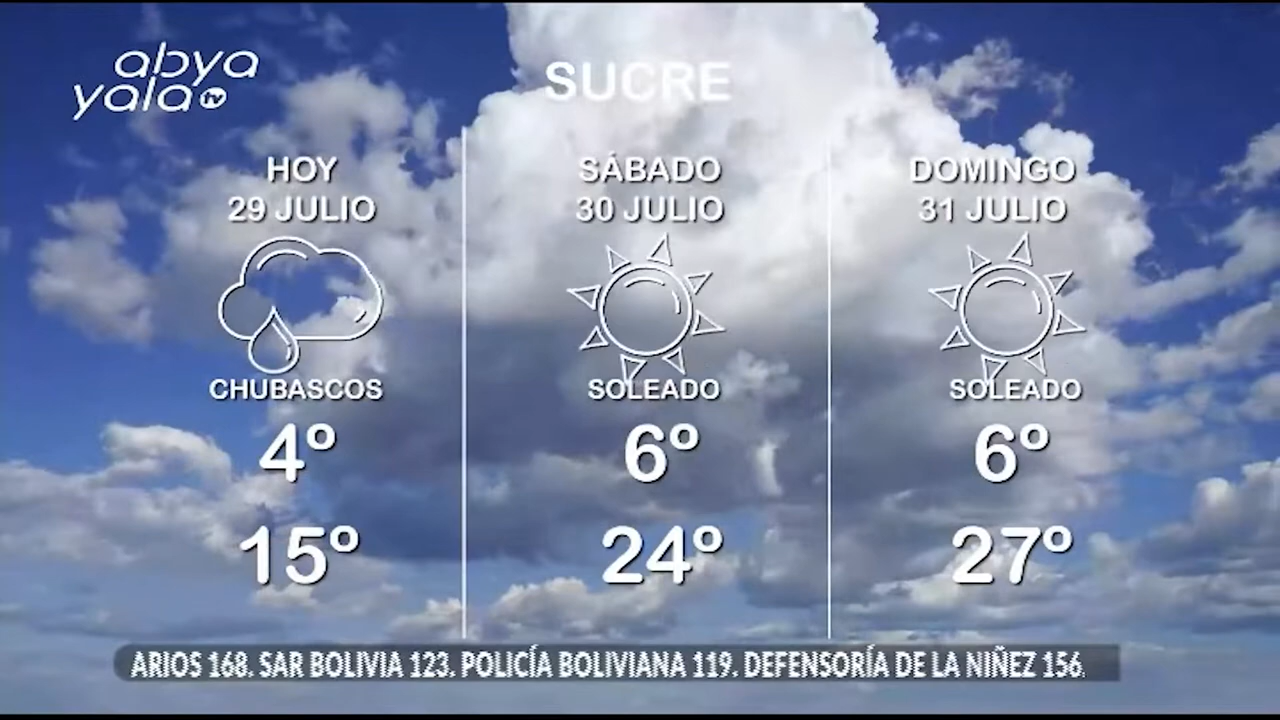 abya
yala tv
SUCRE
HOY
29 JULIO
CHUBASCOS
4º
15º
SÁBADO
30 JULIO
SOLEADO
6º
24º
DOMINGO
31 JULIO
SOLEADO
6º
27º
ARIOS 168. SAR BOLIVIA 123. POLICÍA BOLIVIANA 119. DEFENSORÍA DE LA NIÑEZ 156.